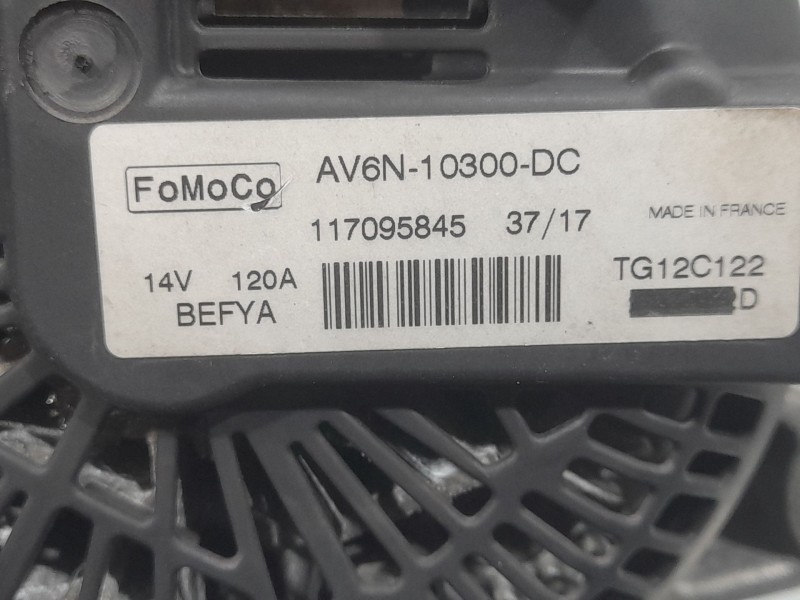 FoMoCo
AV6N-10300-DC
117095845 37/17
MADE IN FRANCE
14V 120A
BEFYA
TG12C122
D